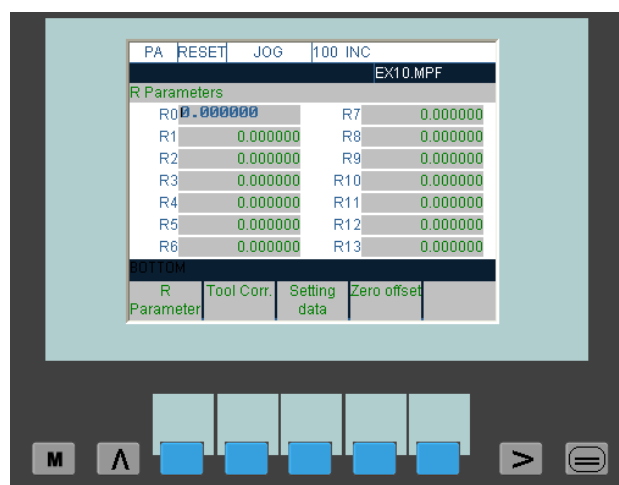 PA RESET JOG 100 INC
EX10.MPF
R Parameters
R0 0.000000 R7 0.000000
R1 0.000000 R8 0.000000
R2 0.000000 R9 0.000000
R3 0.000000 R10 0.000000
R4 0.000000 R11 0.000000
R5 0.000000 R12 0.000000
R6 0.000000 R13 0.000000
BOTTOM
R Tool Corr. Setting Zero offset
Parameter data
M Λ >